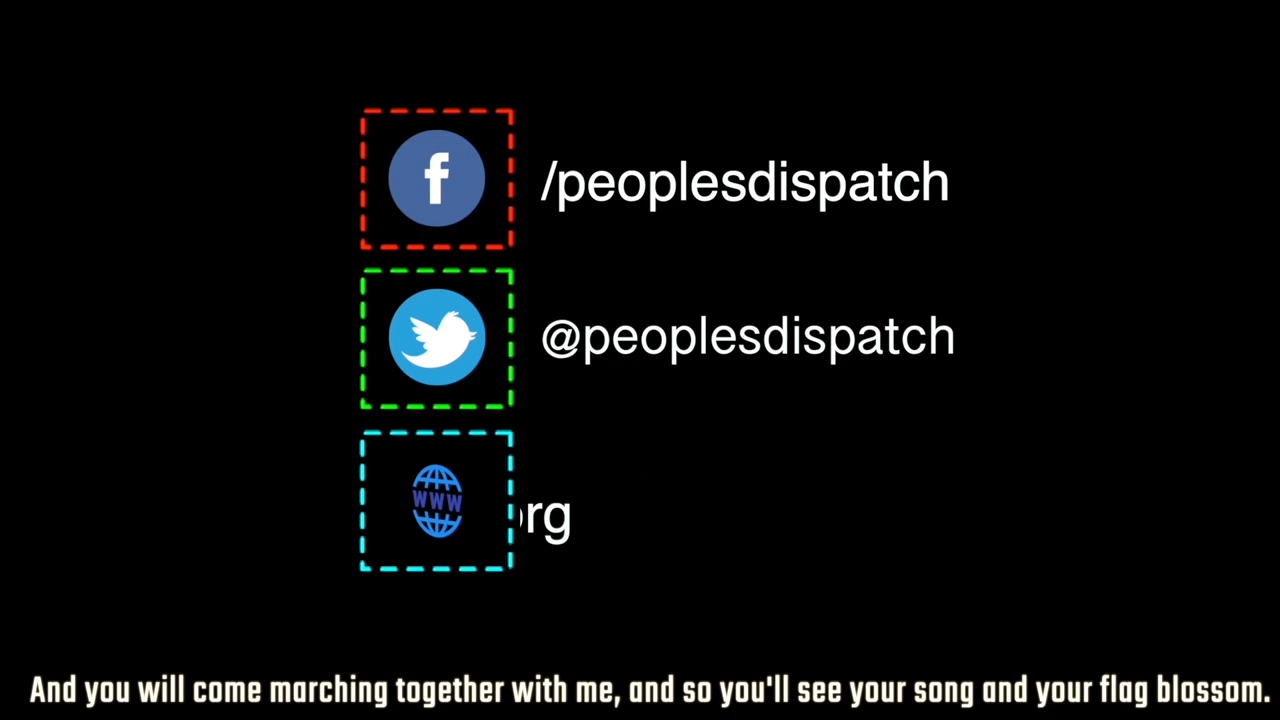 f
/peoplesdispatch
@peoplesdispatch
www
org
And you will come marching together with me, and so you'll see your song and your flag blossom.